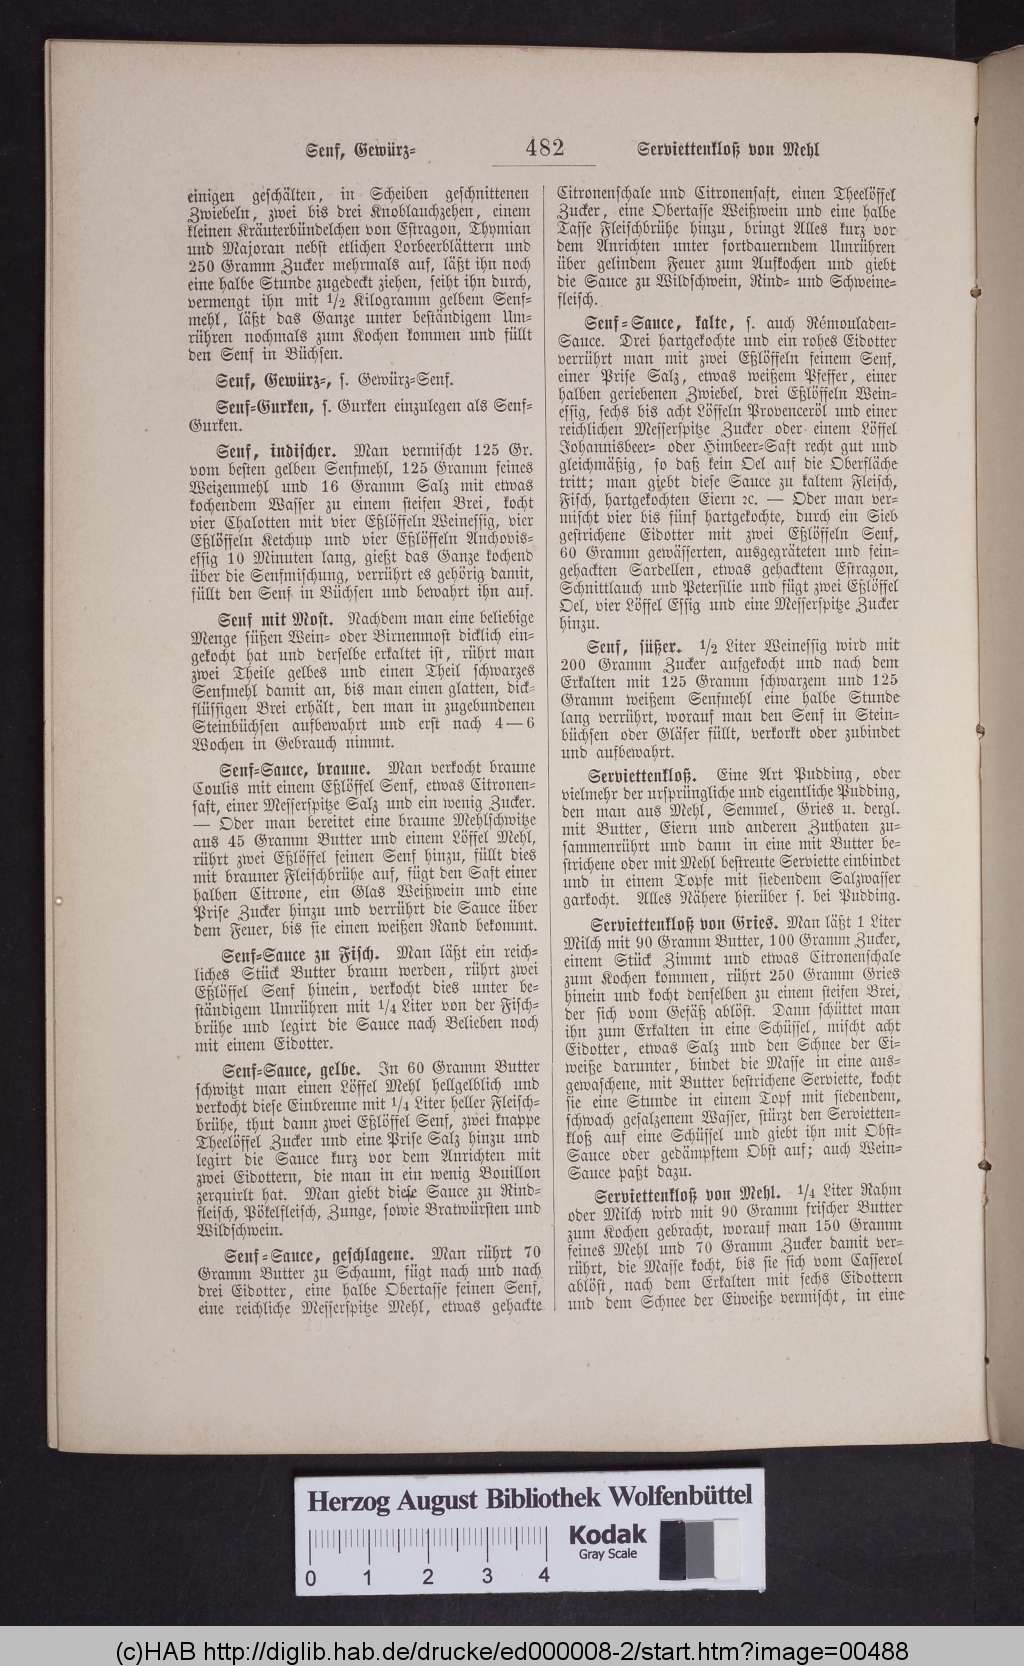 Senf, Gewürz=
482
Serviettenkloß von Mehl
einigen geschälten, in Scheiben geschnittenen
Zwiebeln, zwei bis drei Knoblauchzehen, einem
kleinen Kräuterbündelchen von Estragon, Thymian
und Majoran nebst etlichen Lorbeerblättern und
250 Gramm Zucker mehrmals auf, läßt ihn noch
eine halbe Stunde zugedeckt ziehen, seiht ihn durch,
vermengt ihn mit 1/2 Kilogramm gelbem Senf=
mehl, läßt das Ganze unter beständigem Um=
rühren nochmals zum Kochen kommen und füllt
den Senf in Büchsen.
Senf, Gewürz=, s. Gewürz=Senf.
Senf=Gurken, s. Gurken einzulegen als Senf=
Gurken.
Senf, indischer. Man vermischt 125 Gr.
vom besten gelben Senfmehl, 125 Gramm feines
Weizenmehl und 16 Gramm Salz mit etwas
kochendem Wasser zu einem steifen Brei, kocht
vier Chalotten mit vier Eßlöffeln Weinessig, vier
Eßlöffeln Ketchup und vier Eßlöffeln Anchovis=
essig 10 Minuten lang, gießt das Ganze kochend
über die Senfmischung, verrührt es gehörig damit,
füllt den Senf in Büchsen und bewahrt ihn auf.
Senf mit Most. Nachdem man eine beliebige
Menge süßen Wein= oder Birnenmost dicklich ein=
gekocht hat und derselbe erkaltet ist, rührt man
zwei Theile gelbes und einen Theil schwarzes
Senfmehl damit an, bis man einen glatten, dick=
flüssigen Brei erhält, den man in zugebundenen
Steinbüchsen aufbewahrt und erst nach 4—6
Wochen in Gebrauch nimmt.
Senf=Sauce, braune. Man verkocht braune
Coulis mit einem Eßlöffel Senf, etwas Citronen=
saft, einer Messerspitze Salz und ein wenig Zucker.
— Oder man bereitet eine braune Mehlschwitze
aus 45 Gramm Butter und einem Löffel Mehl,
rührt zwei Eßlöffel feinen Senf hinzu, füllt dies
mit brauner Fleischbrühe auf, fügt den Saft einer
halben Citrone, ein Glas Weißwein und eine
Prise Zucker hinzu und verrührt die Sauce über
dem Feuer, bis sie einen weißen Rand bekommt.
Senf=Sauce zu Fisch. Man läßt ein reich=
liches Stück Butter braun werden, rührt zwei
Eßlöffel Senf hinein, verkocht dies unter be=
ständigem Umrühren mit 1/4 Liter von der Fisch=
brühe und legirt die Sauce nach Belieben noch
mit einem Eidotter.
Senf=Sauce, gelbe. In 60 Gramm Butter
schwitzt man einen Löffel Mehl hellgelblich und
verkocht diese Einbrenne mit 1/4 Liter heller Fleisch=
brühe, thut dann zwei Eßlöffel Senf, zwei knappe
Theelöffel Zucker und eine Prise Salz hinzu und
legirt die Sauce kurz vor dem Anrichten mit
zwei Eidottern, die man in ein wenig Bouillon
zerquirlt hat. Man giebt diese Sauce zu Rind=
fleisch, Pökelfleisch, Zunge, sowie Bratwürsten und
Wildschwein.
Senf=Sauce, geschlagene. Man rührt 70
Gramm Butter zu Schaum, fügt nach und nach
drei Eidotter, eine halbe Obertasse feinen Senf,
eine reichliche Messerspitze Mehl, etwas gehackte
Citronenschale und Citronensaft, einen Theelöffel
Zucker, eine Obertasse Weißwein und eine halbe
Tasse Fleischbrühe hinzu, bringt Alles kurz vor
dem Anrichten unter fortdauerndem Umrühren
über gelindem Feuer zum Aufkochen und giebt
die Sauce zu Wildschwein, Rind= und Schweine=
fleisch.
Senf=Sauce, kalte, s. auch Rémouladen=
Sauce. Drei hartgekochte und ein rohes Eidotter
verrührt man mit zwei Eßlöffeln feinem Senf,
einer Prise Salz, etwas weißem Pfeffer, einer
halben geriebenen Zwiebel, drei Eßlöffeln Wein=
essig, sechs bis acht Löffeln Provenceröl und einer
reichlichen Messerspitze Zucker oder einem Löffel
Johannisbeer= oder Himbeer=Saft recht gut und
gleichmäßig, so daß kein Oel auf die Oberfläche
tritt; man giebt diese Sauce zu kaltem Fleisch,
Fisch, hartgekochten Eiern ꝛc. — Oder man ver=
mischt vier bis fünf hartgekochte, durch ein Sieb
gestrichene Eidotter mit zwei Eßlöffeln Senf,
60 Gramm gewässerten, ausgegräteten und fein=
gehackten Sardellen, etwas gehacktem Estragon,
Schnittlauch und Petersilie und fügt zwei Eßlöffel
Oel, vier Löffel Essig und eine Messerspitze Zucker
hinzu.
Senf, süßer. 1/2 Liter Weinessig wird mit
200 Gramm Zucker aufgekocht und nach dem
Erkalten mit 125 Gramm schwarzem und 125
Gramm weißem Senfmehl eine halbe Stunde
lang verrührt, worauf man den Senf in Stein=
büchsen oder Gläser füllt, verkorkt oder zubindet
und aufbewahrt.
Serviettenkloß. Eine Art Pudding, oder
vielmehr der ursprüngliche und eigentliche Pudding,
den man aus Mehl, Semmel, Gries u. dergl.
mit Butter, Eiern und anderen Zuthaten zu=
sammenrührt und dann in eine mit Butter be=
strichene oder mit Mehl bestreute Serviette einbindet
und in einem Topfe mit siedendem Salzwasser
garkocht. Alles Nähere hierüber s. bei Pudding.
Serviettenkloß von Gries. Man läßt 1 Liter
Milch mit 90 Gramm Butter, 100 Gramm Zucker,
einem Stück Zimmt und etwas Citronenschale
zum Kochen kommen, rührt 250 Gramm Gries
hinein und kocht denselben zu einem steifen Brei,
der sich vom Gefäß ablöst. Dann schüttet man
ihn zum Erkalten in eine Schüssel, mischt acht
Eidotter, etwas Salz und den Schnee der Ei=
weiße darunter, bindet die Masse in eine aus=
gewaschene, mit Butter bestrichene Serviette, kocht
sie eine Stunde in einem Topf mit siedendem,
schwach gesalzenem Wasser, stürzt den Servietten=
kloß auf eine Schüssel und giebt ihn mit Obst=
Sauce oder gedämpftem Obst auf; auch Wein=
Sauce paßt dazu.
Serviettenkloß von Mehl. 1/4 Liter Rahm
oder Milch wird mit 90 Gramm frischer Butter
zum Kochen gebracht, worauf man 150 Gramm
feines Mehl und 70 Gramm Zucker damit ver=
rührt, die Masse kocht, bis sie sich vom Casserol
ablöst, nach dem Erkalten mit sechs Eidottern
und dem Schnee der Eiweiße vermischt, in eine
Herzog August Bibliothek Wolfenbüttel
Kodak
Gray Scale
0 1 2 3 4
(c)HAB http://diglib.hab.de/drucke/ed000008-2/start.htm?image=00488